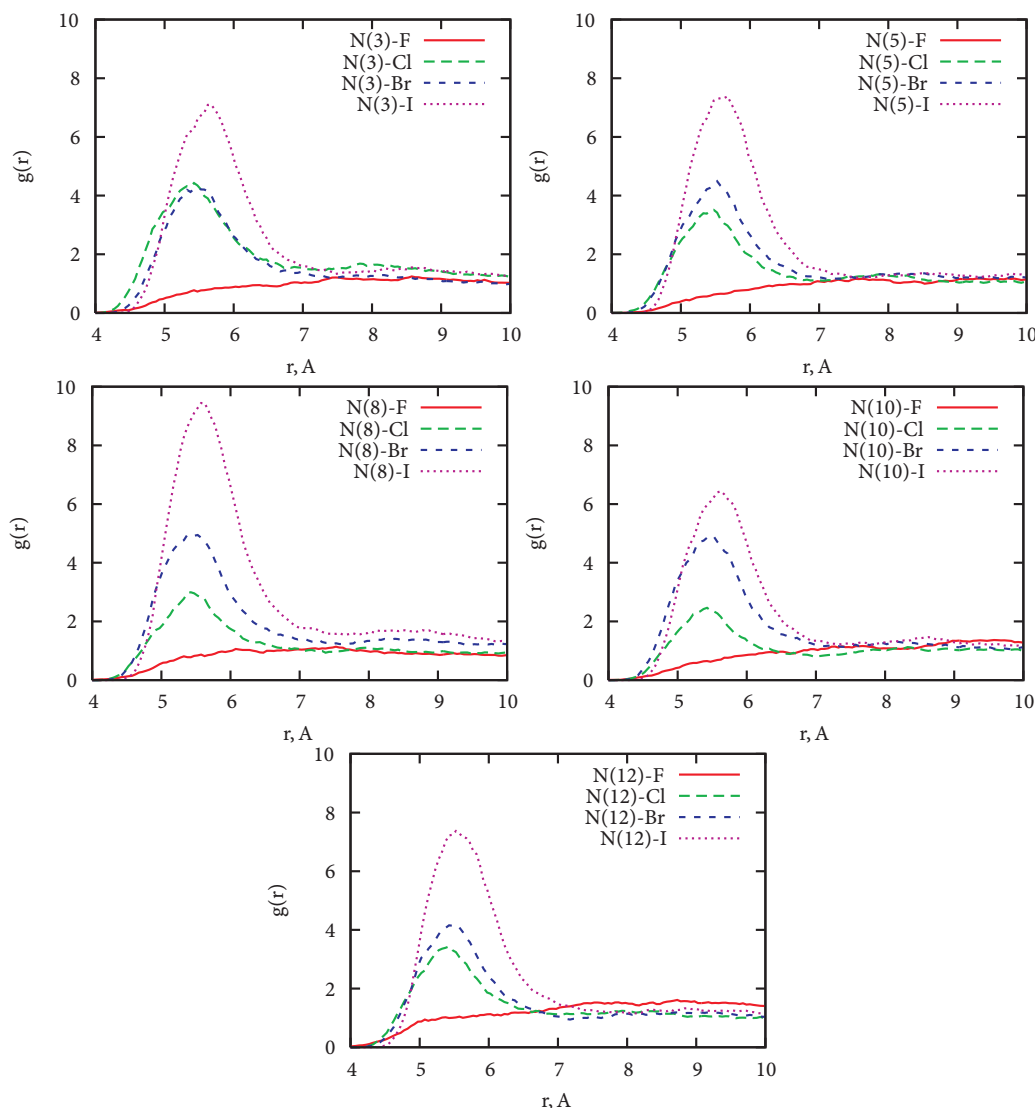 10
8
6
4
2
0
g(r)
4 5 6 7 8 9 10
r, A
N(3)-F
N(3)-Cl
N(3)-Br
N(3)-I
10
8
6
4
2
0
g(r)
4 5 6 7 8 9 10
r, A
N(5)-F
N(5)-Cl
N(5)-Br
N(5)-I
10
8
6
4
2
0
g(r)
4 5 6 7 8 9 10
r, A
N(8)-F
N(8)-Cl
N(8)-Br
N(8)-I
10
8
6
4
2
0
g(r)
4 5 6 7 8 9 10
r, A
N(10)-F
N(10)-Cl
N(10)-Br
N(10)-I
10
8
6
4
2
0
g(r)
4 5 6 7 8 9 10
r, A
N(12)-F
N(12)-Cl
N(12)-Br
N(12)-I